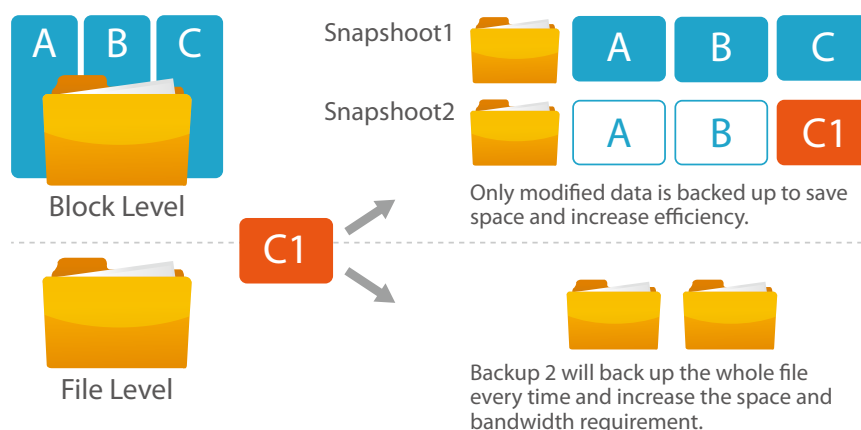 A B C
Block Level
Snapshoot1 A B C
Snapshoot2 A B C1
Only modified data is backed up to save
space and increase efficiency.
C1
File Level
Backup 2 will back up the whole file
every time and increase the space and
bandwidth requirement.